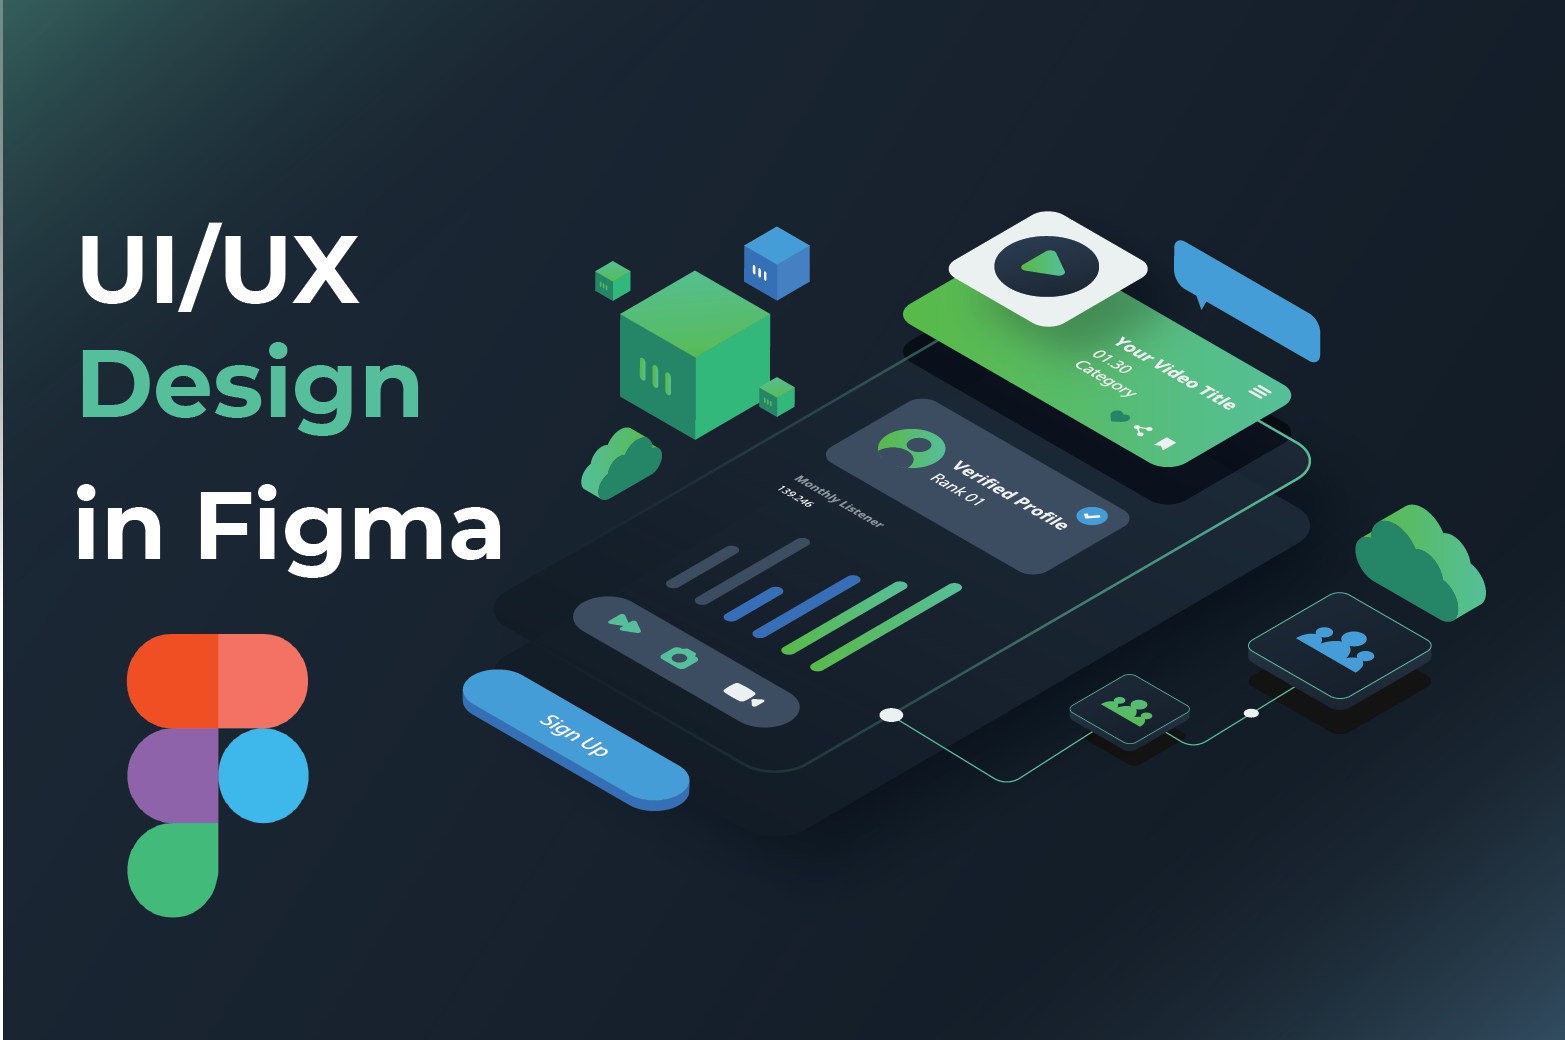 UI/UX
Design
in Figma
Your Video Title
01.30
Category
Verified Profile
Rank 01
Monthly Listener
139.246
Sign Up